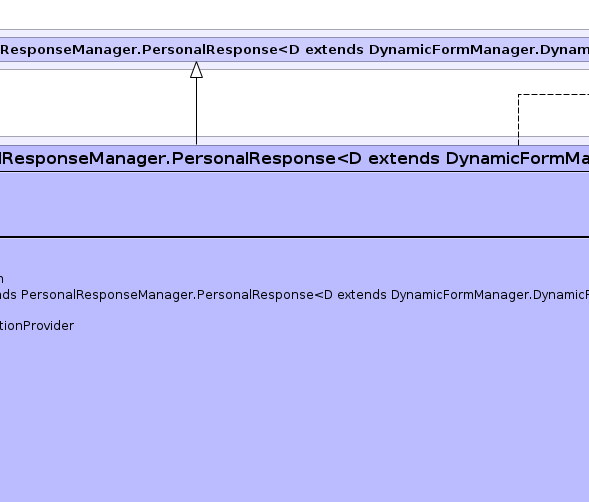 ResponseManager.PersonalResponse<D extends DynamicFormManager.Dynam
lResponseManager.PersonalResponse<D extends DynamicFormMa
n
nds PersonalResponseManager.PersonalResponse<D extends DynamicFormManager.DynamicF
tionProvider